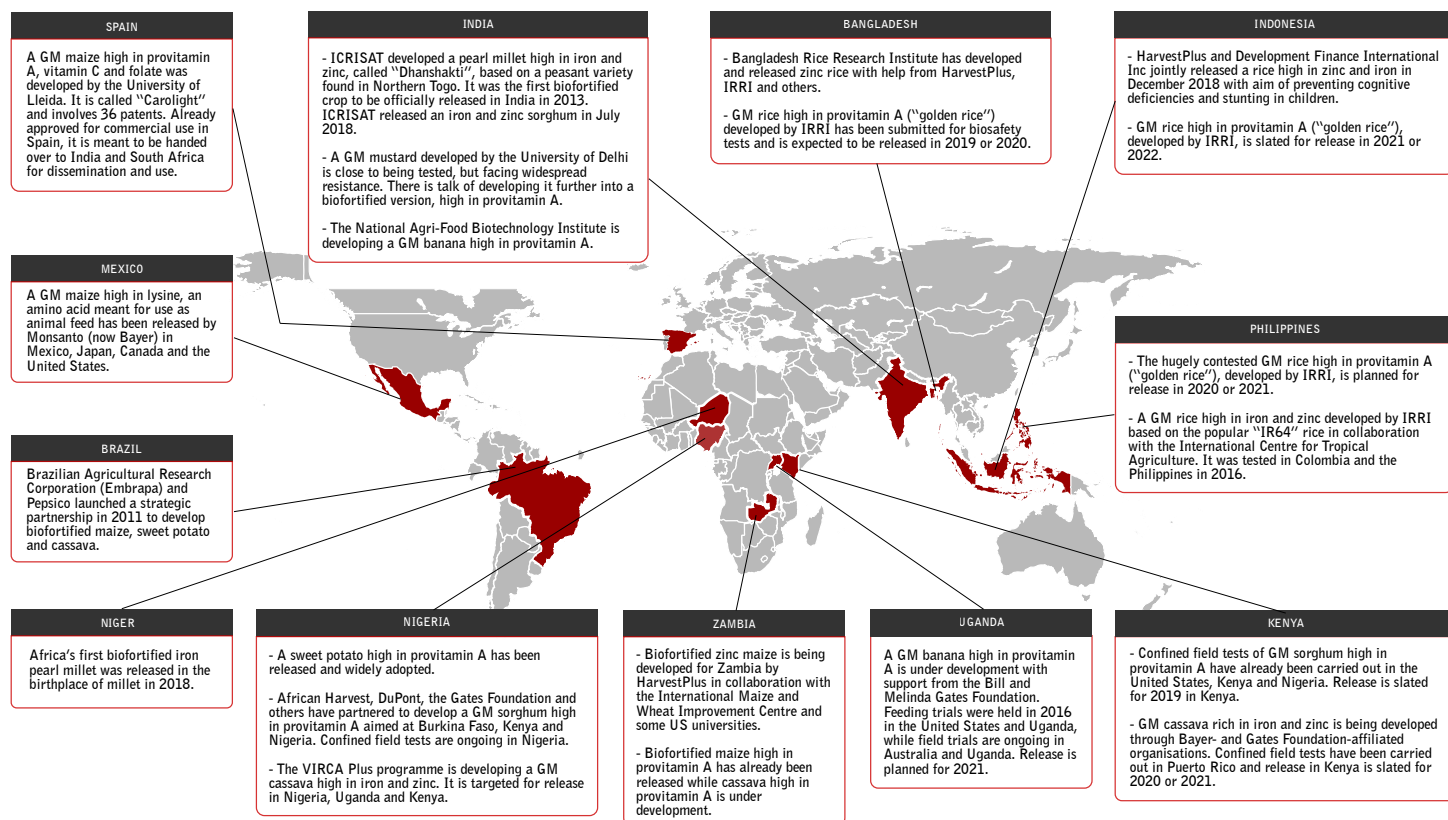 SPAIN
A GM maize high in provitamin
A, vitamin C and folate was
developed by the University of
Lleida. It is called "Carolight"
and involves 36 patents. Already
approved for commercial use in
Spain, it is meant to be handed
over to India and South Africa
for dissemination and use.
INDIA
- ICRISAT developed a pearl millet high in iron and
zinc, called "Dhanshakti", based on a peasant variety
found in Northern Togo. It was the first biofortified
crop to be officially released in India in 2013.
ICRISAT released an iron and zinc sorghum in July
2018.
- A GM mustard developed by the University of Delhi
is close to being tested, but facing widespread
resistance. There is talk of developing it further into a
biofortified version, high in provitamin A.
- The National Agri-Food Biotechnology Institute is
developing a GM banana high in provitamin A.
BANGLADESH
- Bangladesh Rice Research Institute has developed
and released zinc rice with help from HarvestPlus,
IRRI and others.
- GM rice high in provitamin A ("golden rice")
developed by IRRI has been submitted for biosafety
tests and is expected to be released in 2019 or 2020.
INDONESIA
- HarvestPlus and Development Finance International
Inc jointly released a rice high in zinc and iron in
December 2018 with aim of preventing cognitive
deficiencies and stunting in children.
- GM rice high in provitamin A ("golden rice"),
developed by IRRI, is slated for release in 2021 or
2022.
MEXICO
A GM maize high in lysine, an
amino acid meant for use as
animal feed has been released by
Monsanto (now Bayer) in
Mexico, Japan, Canada and the
United States.
PHILIPPINES
- The hugely contested GM rice high in provitamin A
("golden rice"), developed by IRRI, is planned for
release in 2020 or 2021.
- A GM rice high in iron and zinc developed by IRRI
based on the popular "IR64" rice in collaboration
with the International Centre for Tropical
Agriculture. It was tested in Colombia and the
Philippines in 2016.
BRAZIL
Brazilian Agricultural Research
Corporation (Embrapa) and
Pepsico launched a strategic
partnership in 2011 to develop
biofortified maize, sweet potato
and cassava.
NIGER
Africa's first biofortified iron
pearl millet was released in the
birthplace of millet in 2018.
NIGERIA
- A sweet potato high in provitamin A has been
released and widely adopted.
- African Harvest, DuPont, the Gates Foundation and
others have partnered to develop a GM sorghum high
in provitamin A aimed at Burkina Faso, Kenya and
Nigeria. Confined field tests are ongoing in Nigeria.
- The VIRCA Plus programme is developing a GM
cassava high in iron and zinc. It is targeted for release
in Nigeria, Uganda and Kenya.
ZAMBIA
- Biofortified zinc maize is being
developed for Zambia by
HarvestPlus in collaboration with
the International Maize and
Wheat Improvement Centre and
some US universities.
- Biofortified maize high in
provitamin A has already been
released while cassava high in
provitamin A is under
development.
UGANDA
A GM banana high in provitamin
A is under development with
support from the Bill and
Melinda Gates Foundation.
Feeding trials were held in 2016
in the United States and Uganda,
while field trials are ongoing in
Australia and Uganda. Release is
planned for 2021.
KENYA
- Confined field tests of GM sorghum high in
provitamin A have already been carried out in the
United States, Kenya and Nigeria. Release is slated
for 2019 in Kenya.
- GM cassava rich in iron and zinc is being developed
through Bayer- and Gates Foundation-affiliated
organisations. Confined field tests have been carried
out in Puerto Rico and release in Kenya is slated for
2020 or 2021.